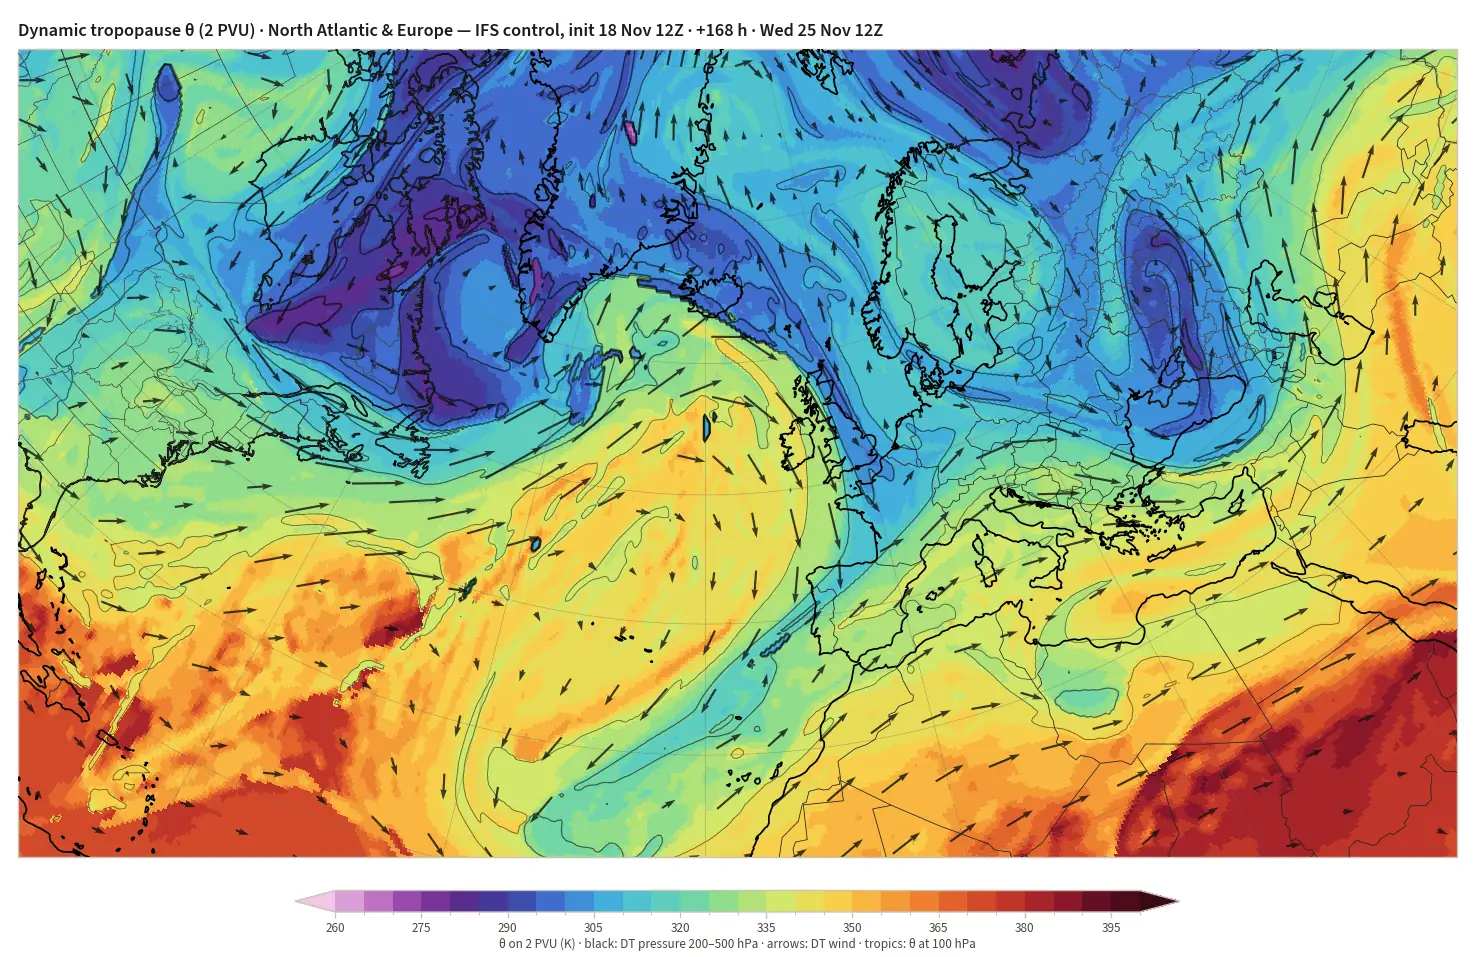 Dynamic tropopause θ (2 PVU) · North Atlantic & Europe — IFS control, init 18 Nov 12Z · +168 h · Wed 25 Nov 12Z
260 275 290 305 320 335 350 365 380 395
θ on 2 PVU (K) · black: DT pressure 200–500 hPa · arrows: DT wind · tropics: θ at 100 hPa